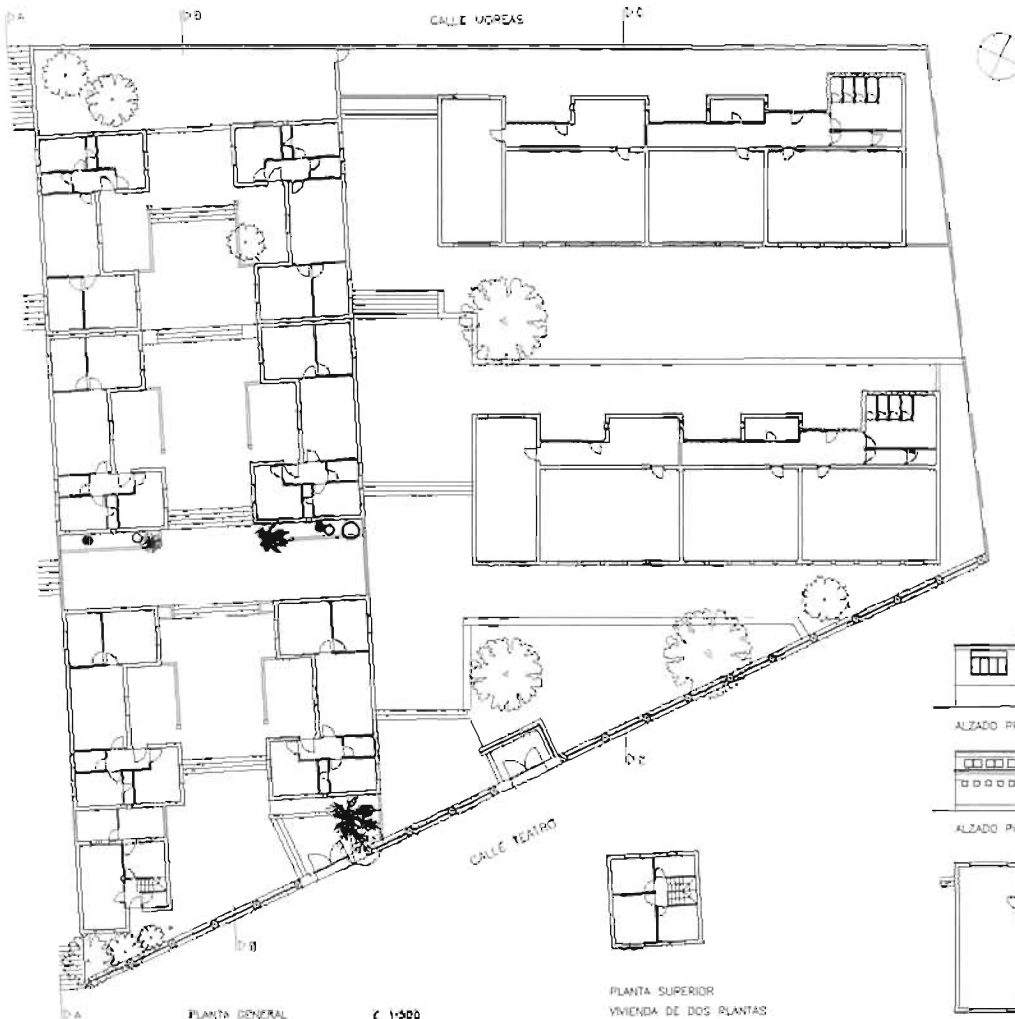 CALLE MOREAS
CALLE TEATRO
ALZADO
ALZADO
PLANTA SUPERIOR
VIVIENDA DE DOS PLANTAS
PLANTA GENERAL